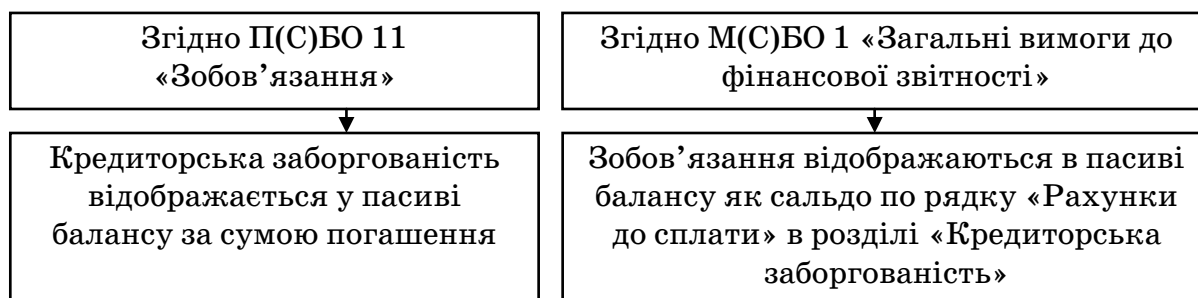 Згідно П(С)БО 11
«Зобов’язання»
Згідно М(С)БО 1 «Загальні вимоги до
фінансової звітності»
Кредиторська заборгованість
відображається у пасиві
балансу за сумою погашення
Зобов’язання відображаються в пасиві
балансу як сальдо по рядку «Рахунки
до сплати» в розділі «Кредиторська
заборгованість»